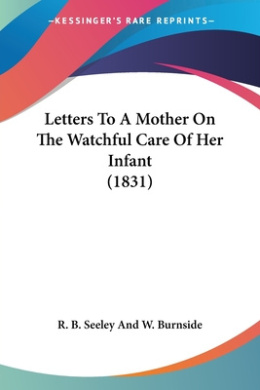 KESSINGER'S RARE REPRINTS
Letters To A Mother On
The Watchful Care Of Her
Infant
(1831)
R. B. Seeley And W. Burnside